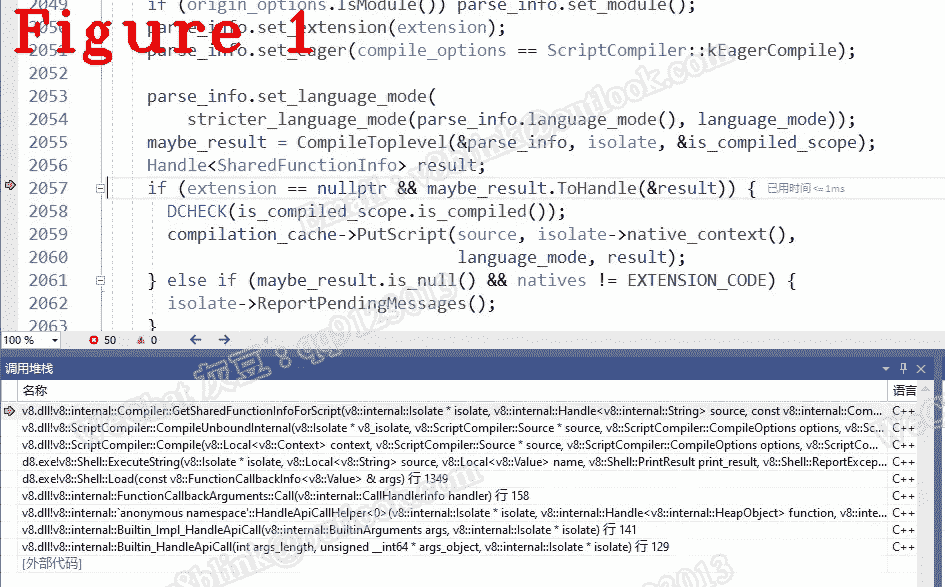 2049 if (origin_options.IsModule()) parse_info.set_module();
Figure 1
2050 parse_info.set_extension(extension);
2051 parse_info.set_eager(compile_options == ScriptCompiler::kEagerCompile);
2052
2053 parse_info.set_language_mode(
2054 stricter_language_mode(parse_info.language_mode(), language_mode));
2055 maybe_result = CompileToplevel(&parse_info, isolate, &is_compiled_scope);
2056 Handle<SharedFunctionInfo> result;
2057 if (extension == nullptr && maybe_result.ToHandle(&result)) { 已用时间 <= 1ms
2058 DCHECK(is_compiled_scope.is_compiled());
2059 compilation_cache->PutScript(source, isolate->native_context(),
2060 language_mode, result);
2061 } else if (maybe_result.is_null() && natives != EXTENSION_CODE) {
2062 isolate->ReportPendingMessages();
2063 }
100 % 50 0
调用堆栈
名称 语言
v8.dll!v8::internal::Compiler::GetSharedFunctionInfoForScript(v8::internal::Isolate * isolate, v8::internal::Handle<v8::internal::String> source, const v8::internal::Com... C++
v8.dll!v8::ScriptCompiler::CompileUnboundInternal(v8::Isolate * v8_isolate, v8::ScriptCompiler::Source * source, v8::ScriptCompiler::CompileOptions options, v8::Sc... C++
v8.dll!v8::ScriptCompiler::Compile(v8::Local<v8::Context> context, v8::ScriptCompiler::Source * source, v8::ScriptCompiler::CompileOptions options, v8::ScriptCo... C++
d8.exe!v8::Shell::ExecuteString(v8::Isolate * isolate, v8::Local<v8::String> source, v8::Local<v8::Value> name, v8::Shell::PrintResult print_result, v8::Shell::ReportExcep... C++
d8.exe!v8::Shell::Load(const v8::FunctionCallbackInfo<v8::Value> & args) 行 1349 C++
v8.dll!v8::internal::FunctionCallbackArguments::Call(v8::internal::CallHandlerInfo handler) 行 158 C++
v8.dll!v8::internal::`anonymous namespace'::HandleApiCallHelper<0>(v8::internal::Isolate * isolate, v8::internal::Handle<v8::internal::HeapObject> function, v8::inte... C++
v8.dll!v8::internal::Builtin_Impl_HandleApiCall(v8::internal::BuiltinArguments args, v8::internal::Isolate * isolate) 行 141 C++
v8.dll!v8::internal::Builtin_HandleApiCall(int args_length, unsigned __int64 * args_object, v8::internal::Isolate * isolate) 行 129 C++
[外部代码]